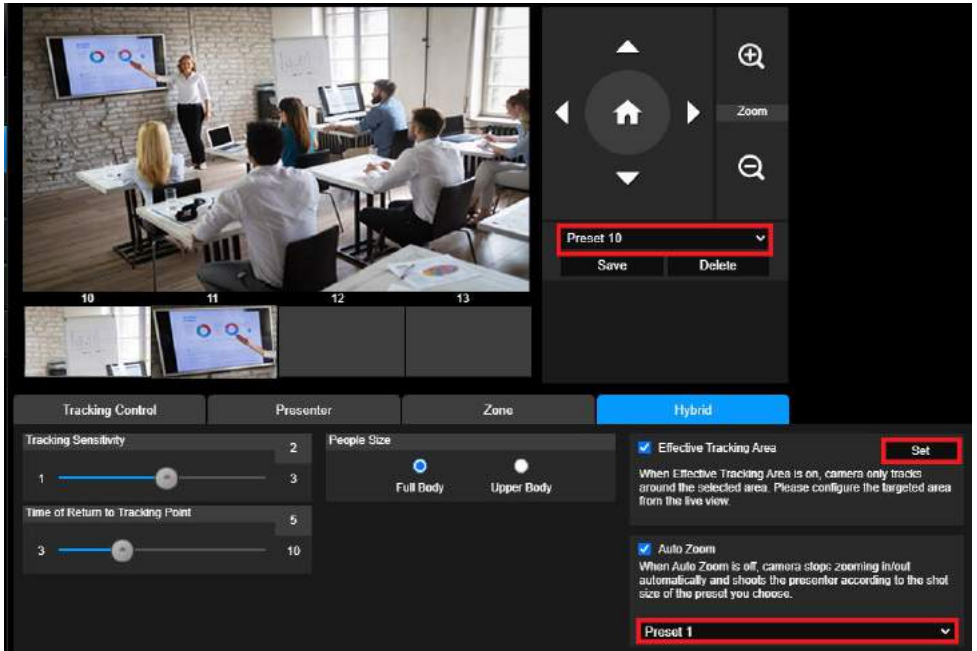 Zoom
Preset 10
Save Delete
10 11 12 13
Tracking Control Presenter Zone Hybrid
Tracking Sensitivity
2
1 3
People Size
Full Body Upper Body
Time of Return to Tracking Point
5
3 10
Effective Tracking Area
Set
When Effective Tracking Area is on, camera only tracks
around the selected area. Please configure the targeted area
from the live view.
Auto Zoom
When Auto Zoom is off, camera stops zooming in/out
automatically and shoots the presenter according to the shot
size of the preset you choose.
Preset 1